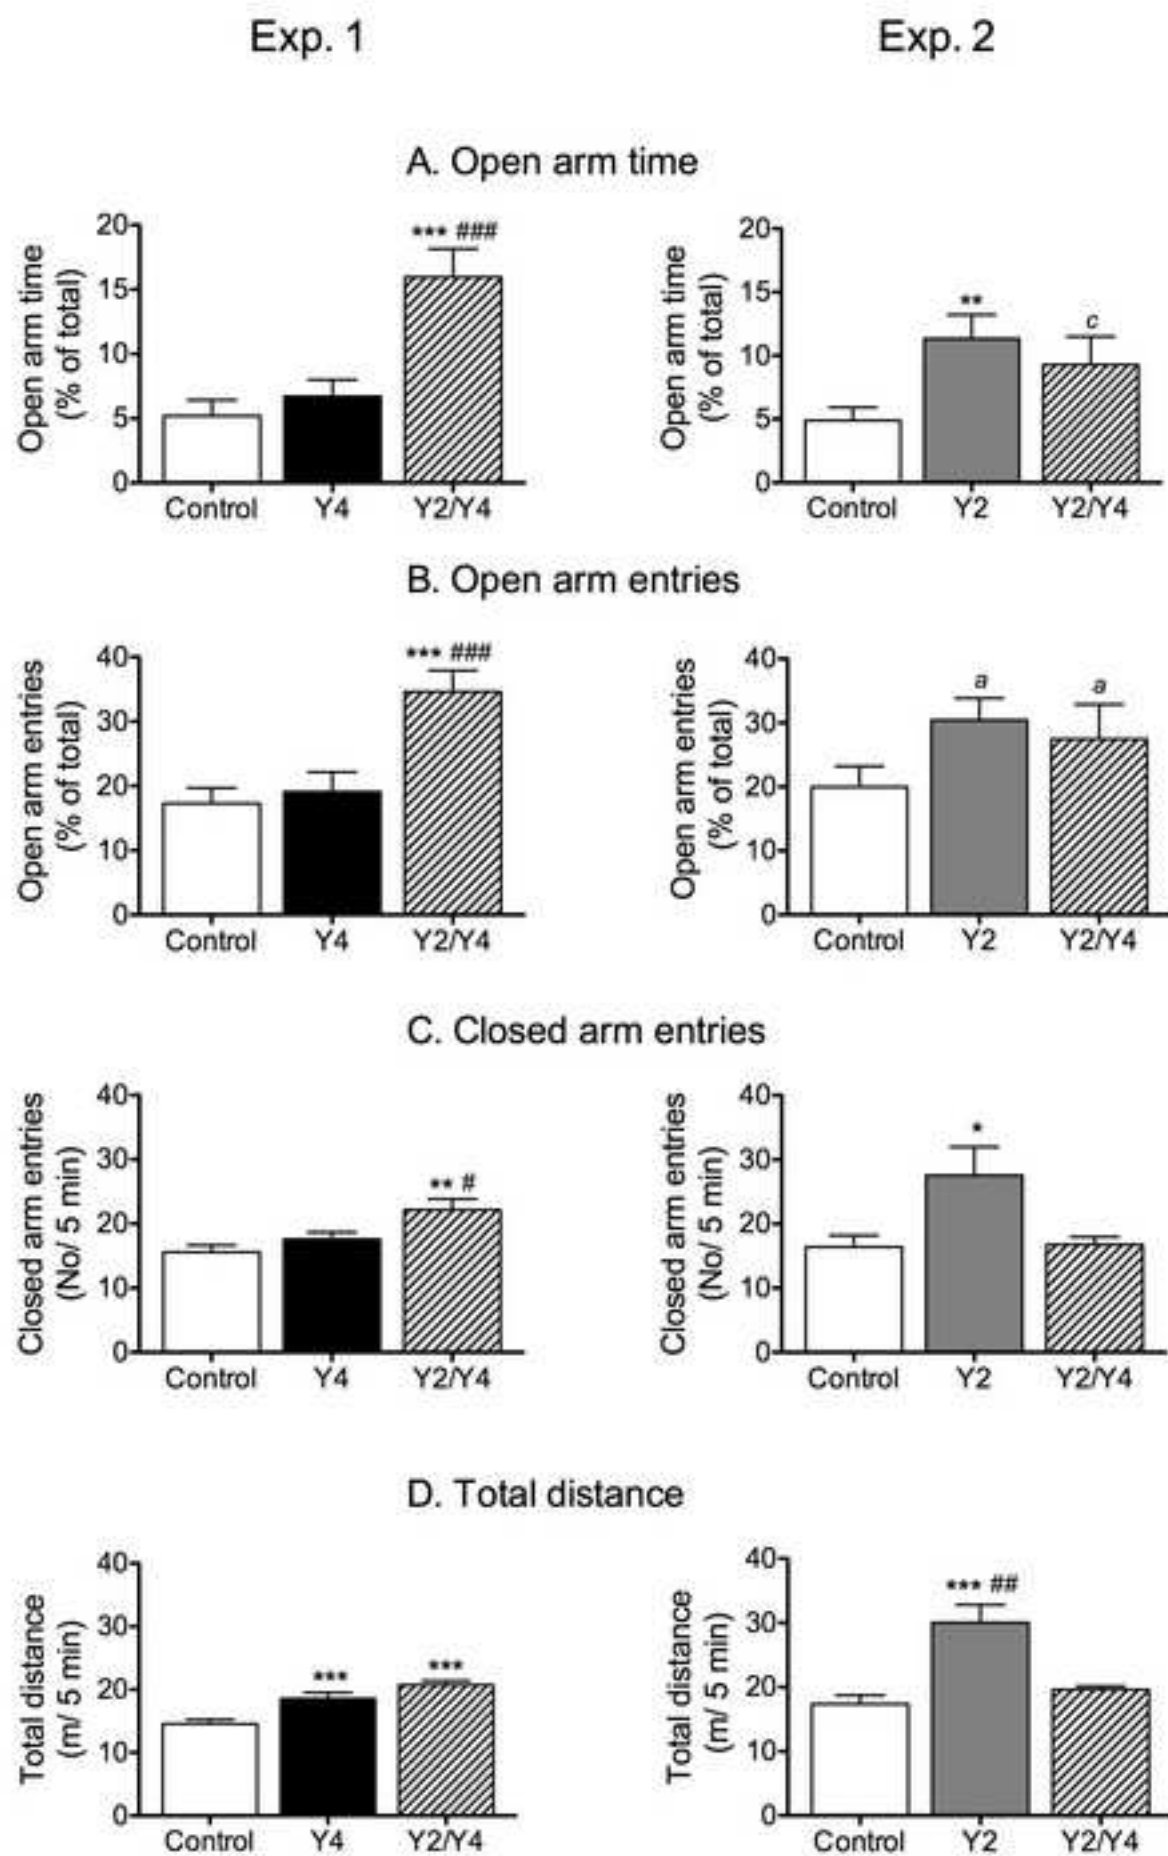 Exp. 1
Exp. 2
A. Open arm time
Open arm time
(% of total)
20
15
10
5
0
*** ###
Control Y4 Y2/Y4
Open arm time
(% of total)
20
15
10
5
0
**
c
Control Y2 Y2/Y4
B. Open arm entries
Open arm entries
(% of total)
40
30
20
10
0
*** ###
Control Y4 Y2/Y4
Open arm entries
(% of total)
40
30
20
10
0
a
a
Control Y2 Y2/Y4
C. Closed arm entries
Closed arm entries
(No/ 5 min)
40
30
20
10
0
** #
Control Y4 Y2/Y4
Closed arm entries
(No/ 5 min)
40
30
20
10
0
*
Control Y2 Y2/Y4
D. Total distance
Total distance
(m/ 5 min)
40
30
20
10
0
***
***
Control Y4 Y2/Y4
Total distance
(m/ 5 min)
40
30
20
10
0
*** ##
Control Y2 Y2/Y4